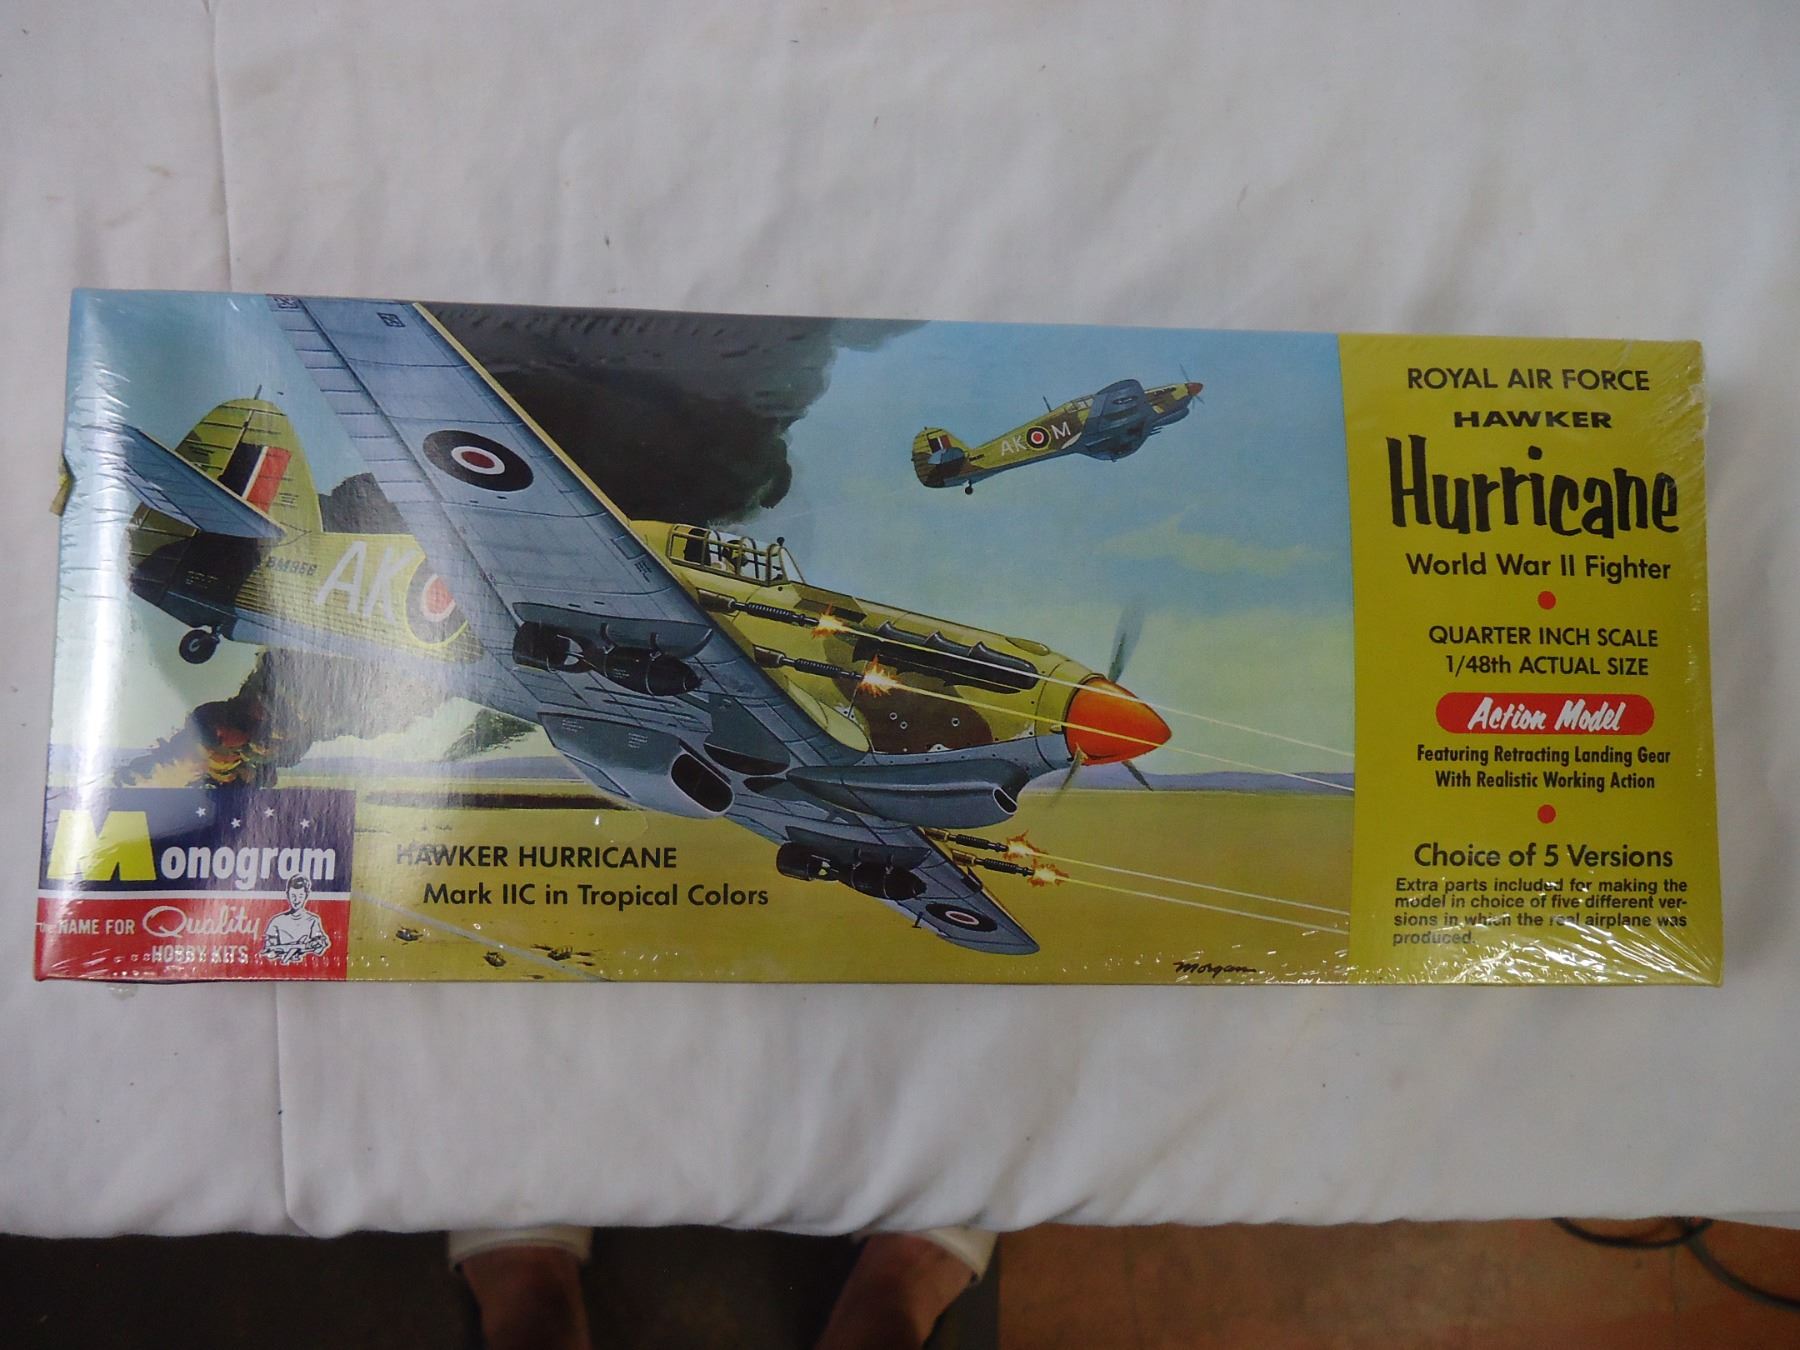 ROYAL AIR FORCE
HAWKER
Hurricane
World War II Fighter
QUARTER INCH SCALE
1/48th ACTUAL SIZE
Action Model
Featuring Retracting Landing Gear
With Realistic Working Action
Choice of 5 Versions
Extra parts included for making the
model in choice of five different ver-
sions in which the real airplane was
produced.
AK M
AK
HAWKER HURRICANE
Mark IIC in Tropical Colors
Monogram
the NAME FOR Quality
HOBBY KITS
Morgan